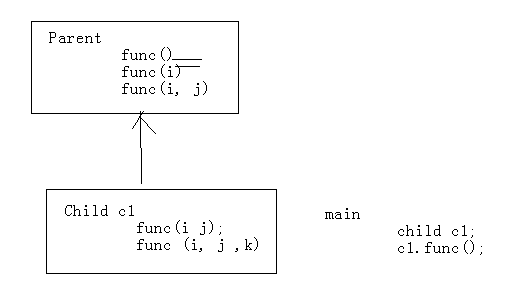 Parent
func()
func(i)
func(i, j)
Child c1
func(i j);
func (i, j ,k)
main
child c1;
c1.func();